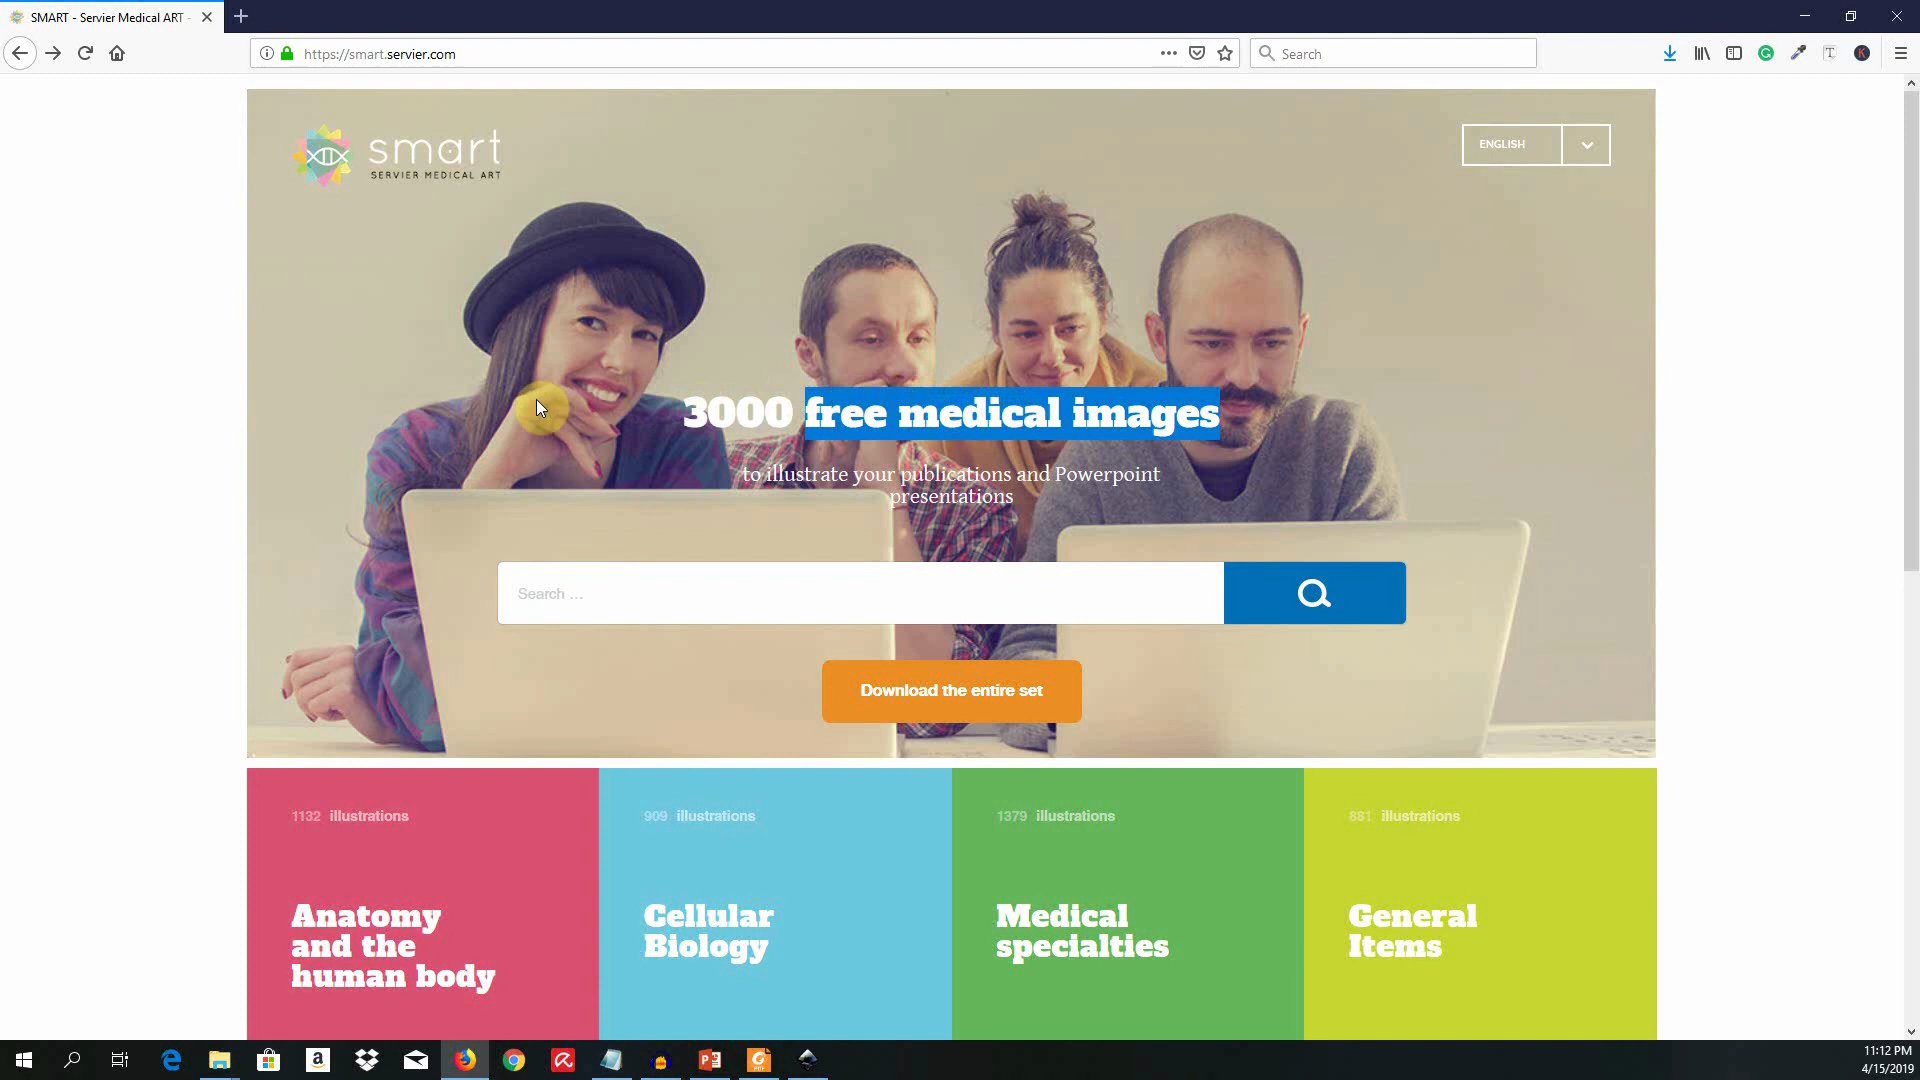 SMART - Servier Medical ART -
https://smart.servier.com
Search
smart
SERVIER MEDICAL ART
ENGLISH
3000 free medical images
to illustrate your publications and Powerpoint
presentations
Search ...
Download the entire set
1132 illustrations
Anatomy
and the
human body
909 illustrations
Cellular
Biology
1379 illustrations
Medical
specialties
881 illustrations
General
Items
11:12 PM
4/15/2019